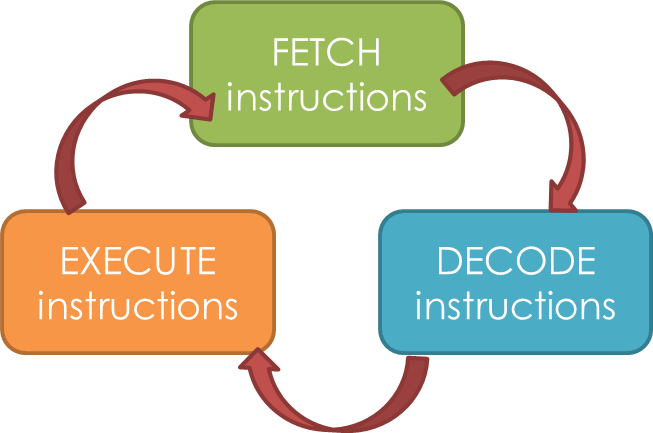 FETCH
instructions
DECODE
instructions
EXECUTE
instructions